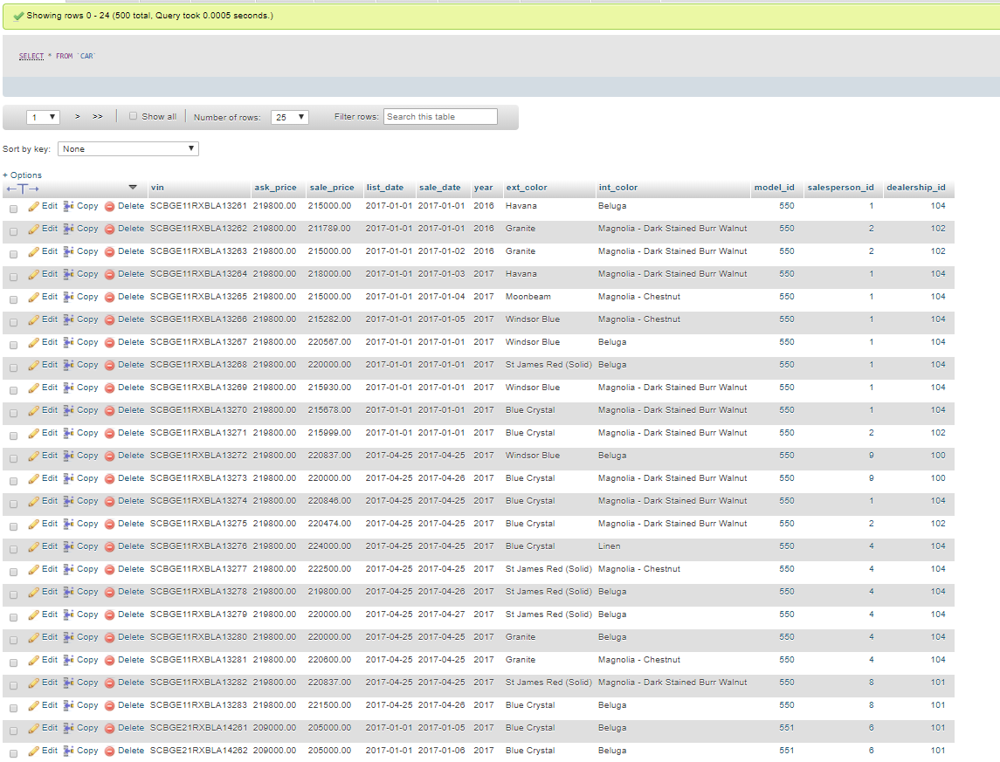 Showing rows 0 - 24 (500 total, Query took 0.0005 seconds.)
SELECT * FROM `CAR`
1 > >> Show all Number of rows: 25 Filter rows: Search this table
Sort by key: None
+ Options
←T→ vin ask_price sale_price list_date sale_date year ext_color int_color model_id salesperson_id dealership_id
Edit Copy Delete SCBGE11RXBLA13261 219800.00 215000.00 2017-01-01 2017-01-01 2016 Havana Beluga 550 1 104
Edit Copy Delete SCBGE11RXBLA13262 219800.00 211789.00 2017-01-01 2017-01-01 2016 Granite Magnolia - Dark Stained Burr Walnut 550 2 102
Edit Copy Delete SCBGE11RXBLA13263 219800.00 215000.00 2017-01-01 2017-01-02 2016 Granite Magnolia - Dark Stained Burr Walnut 550 2 102
Edit Copy Delete SCBGE11RXBLA13264 219800.00 218000.00 2017-01-01 2017-01-03 2017 Havana Magnolia - Dark Stained Burr Walnut 550 1 104
Edit Copy Delete SCBGE11RXBLA13265 219800.00 215000.00 2017-01-01 2017-01-04 2017 Moonbeam Magnolia - Chestnut 550 1 104
Edit Copy Delete SCBGE11RXBLA13266 219800.00 215282.00 2017-01-01 2017-01-05 2017 Windsor Blue Magnolia - Chestnut 550 1 104
Edit Copy Delete SCBGE11RXBLA13267 219800.00 220567.00 2017-01-01 2017-01-01 2017 Windsor Blue Beluga 550 1 104
Edit Copy Delete SCBGE11RXBLA13268 219800.00 220000.00 2017-01-01 2017-01-01 2017 St James Red (Solid) Beluga 550 1 104
Edit Copy Delete SCBGE11RXBLA13269 219800.00 215930.00 2017-01-01 2017-01-01 2017 Windsor Blue Magnolia - Dark Stained Burr Walnut 550 1 104
Edit Copy Delete SCBGE11RXBLA13270 219800.00 215678.00 2017-01-01 2017-01-01 2017 Blue Crystal Magnolia - Dark Stained Burr Walnut 550 1 104
Edit Copy Delete SCBGE11RXBLA13271 219800.00 215999.00 2017-01-01 2017-01-01 2017 Blue Crystal Magnolia - Dark Stained Burr Walnut 550 2 102
Edit Copy Delete SCBGE11RXBLA13272 219800.00 220837.00 2017-04-25 2017-04-25 2017 Windsor Blue Beluga 550 9 100
Edit Copy Delete SCBGE11RXBLA13273 219800.00 220000.00 2017-04-25 2017-04-26 2017 Blue Crystal Magnolia - Dark Stained Burr Walnut 550 9 100
Edit Copy Delete SCBGE11RXBLA13274 219800.00 220846.00 2017-04-25 2017-04-25 2017 Blue Crystal Magnolia - Dark Stained Burr Walnut 550 1 104
Edit Copy Delete SCBGE11RXBLA13275 219800.00 220474.00 2017-04-25 2017-04-25 2017 Blue Crystal Magnolia - Dark Stained Burr Walnut 550 2 102
Edit Copy Delete SCBGE11RXBLA13276 219800.00 224000.00 2017-04-25 2017-04-25 2017 Blue Crystal Linen 550 4 104
Edit Copy Delete SCBGE11RXBLA13277 219800.00 222500.00 2017-04-25 2017-04-25 2017 St James Red (Solid) Magnolia - Chestnut 550 4 104
Edit Copy Delete SCBGE11RXBLA13278 219800.00 219800.00 2017-04-25 2017-04-26 2017 St James Red (Solid) Beluga 550 4 104
Edit Copy Delete SCBGE11RXBLA13279 219800.00 220000.00 2017-04-25 2017-04-27 2017 St James Red (Solid) Beluga 550 4 104
Edit Copy Delete SCBGE11RXBLA13280 219800.00 220000.00 2017-04-25 2017-04-25 2017 Granite Beluga 550 4 104
Edit Copy Delete SCBGE11RXBLA13281 219800.00 220600.00 2017-04-25 2017-04-25 2017 Granite Magnolia - Chestnut 550 4 104
Edit Copy Delete SCBGE11RXBLA13282 219800.00 220837.00 2017-04-25 2017-04-25 2017 St James Red (Solid) Magnolia - Dark Stained Burr Walnut 550 8 101
Edit Copy Delete SCBGE11RXBLA13283 219800.00 221500.00 2017-04-25 2017-04-26 2017 Blue Crystal Beluga 550 8 101
Edit Copy Delete SCBGE21RXBLA14261 209000.00 205000.00 2017-01-01 2017-01-05 2017 Blue Crystal Beluga 551 6 101
Edit Copy Delete SCBGE21RXBLA14262 209000.00 205000.00 2017-01-01 2017-01-06 2017 Blue Crystal Beluga 551 6 101